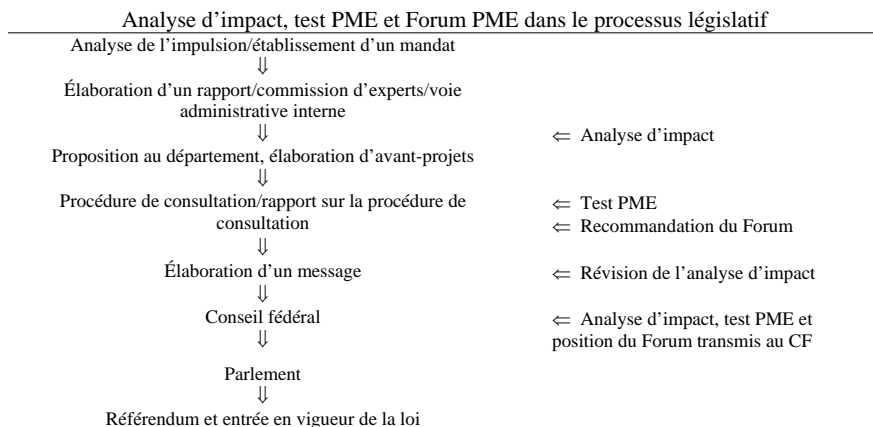 Analyse d'impact, test PME et Forum PME dans le processus législatif
Analyse de l'impulsion/établissement d'un mandat
⇓
Élaboration d'un rapport/commission d'experts/voie
administrative interne
⇓ ⇐ Analyse d'impact
Proposition au département, élaboration d'avant-projets
⇓
Procédure de consultation/rapport sur la procédure de ⇐ Test PME
consultation ⇐ Recommandation du Forum
⇓
Élaboration d'un message ⇐ Révision de l'analyse d'impact
⇓
Conseil fédéral ⇐ Analyse d'impact, test PME et
⇓ position du Forum transmis au CF
Parlement
⇓
Référendum et entrée en vigueur de la loi